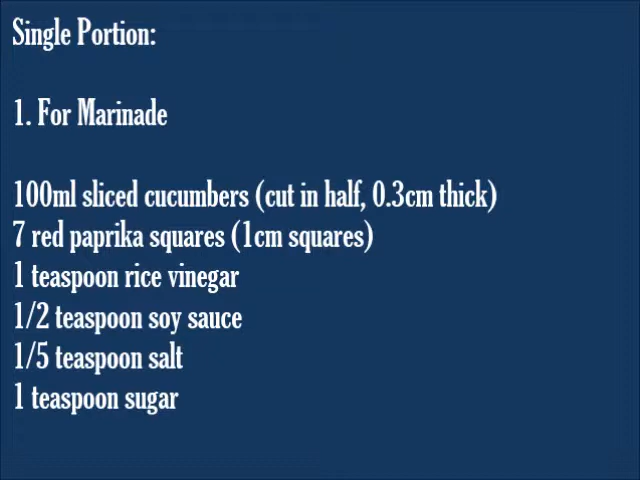 Single Portion:
1. For Marinade
100ml sliced cucumbers (cut in half, 0.3cm thick)
7 red paprika squares (1cm squares)
1 teaspoon rice vinegar
1/2 teaspoon soy sauce
1/5 teaspoon salt
1 teaspoon sugar